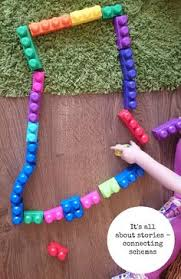 It's all
about stories -
connecting
schemas